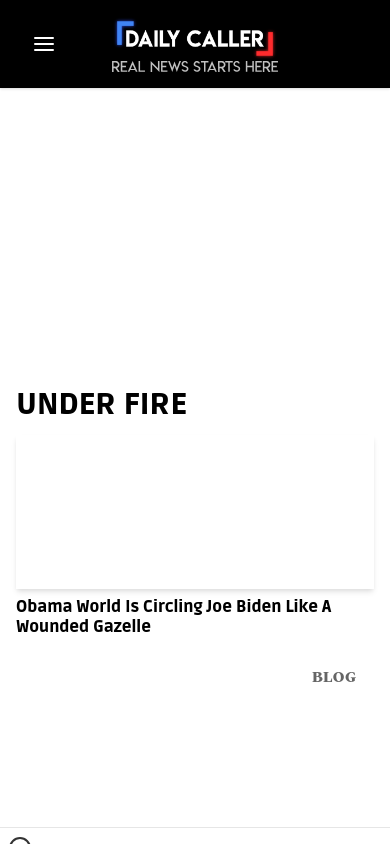 DAILY CALLER
REAL NEWS STARTS HERE
UNDER FIRE
Obama World Is Circling Joe Biden Like A
Wounded Gazelle
BLOG